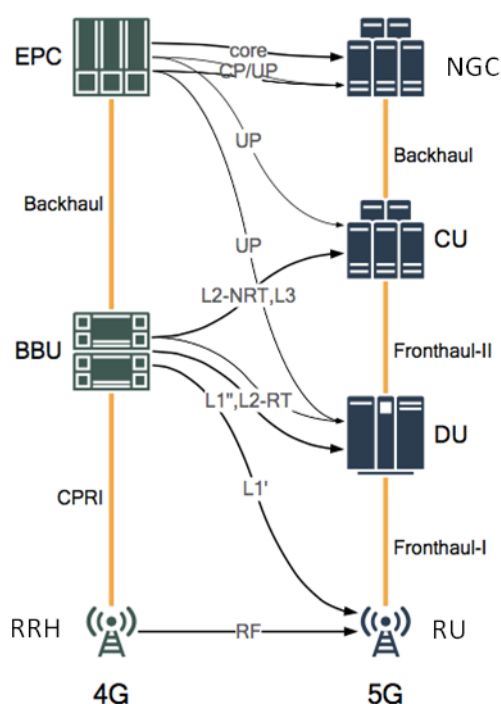 EPC
core
CP/UP
NGC
UP
Backhaul
Backhaul
CU
UP
L2-NRT,L3
BBU
Fronthaul-II
L1",L2-RT
DU
L1'
CPRI
Fronthaul-I
RRH
RF
RU
4G
5G